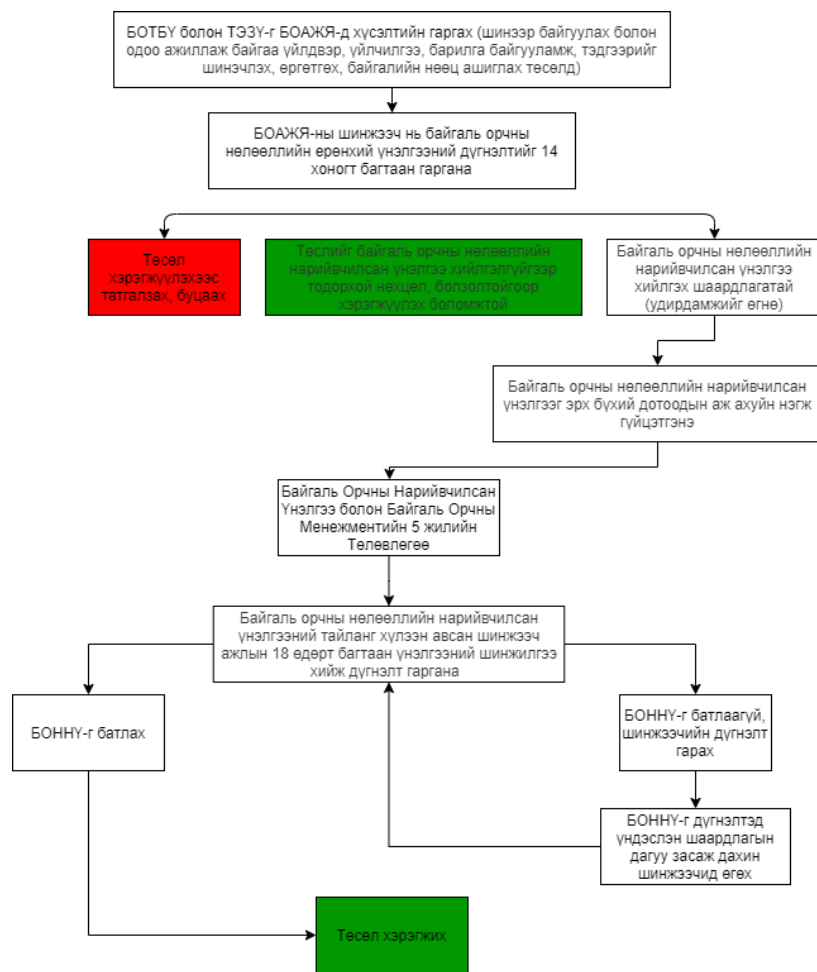 БОТБҮ болон ТЭЗҮ-г БОАЖЯ-д хүсэлтийн гаргах (шинээр байгуулах болон
одоо ажиллаж байгаа үйлдвэр, үйлчилгээ, барилга байгууламж, тэдгээрийг
шинэчлэх, өргөтгөх, байгалийн нөөц ашиглах төсөлд)
БОАЖЯ-ны шинжээч нь байгаль орчны
нөлөөллийн ерөнхий үнэлгээний дүгнэлтийг 14
хоногт багтаан гаргана
Төсөл
хэрэгжүүлэхээс
татгалзах, буцаах
Төслийг байгаль орчны нөлөөллийн
нарийвчилсан үнэлгээ хийлгэлгүйгээр
тодорхой нөхцөл, болзолтойгоор
хэрэгжүүлэх боломжтой
Байгаль орчны нөлөөллийн
нарийвчилсан үнэлгээ
хийлгэх шаардлагатай
(удирдамжийг өгнө)
Байгаль орчны нөлөөллийн нарийвчилсан
үнэлгээг эрх бүхий дотоодын аж ахуйн нэгж
гүйцэтгэнэ
Байгаль Орчны Нарийвчилсан
Үнэлгээ болон Байгаль Орчны
Менежментийн 5 жилийн
Төлөвлөгөө
Байгаль орчны нөлөөллийн нарийвчилсан
үнэлгээний тайланг хүлээн авсан шинжээч
ажлын 18 өдөрт багтаан үнэлгээний шинжилгээ
хийж дүгнэлт гаргана
БОННҮ-г батлах
БОННҮ-г батлаагүй,
шинжээчийн дүгнэлт
гарах
БОННҮ-г дүгнэлтэд
үндэслэн шаардлагын
дагуу засаж дахин
шинжээчид өгөх
Төсөл хэрэгжих